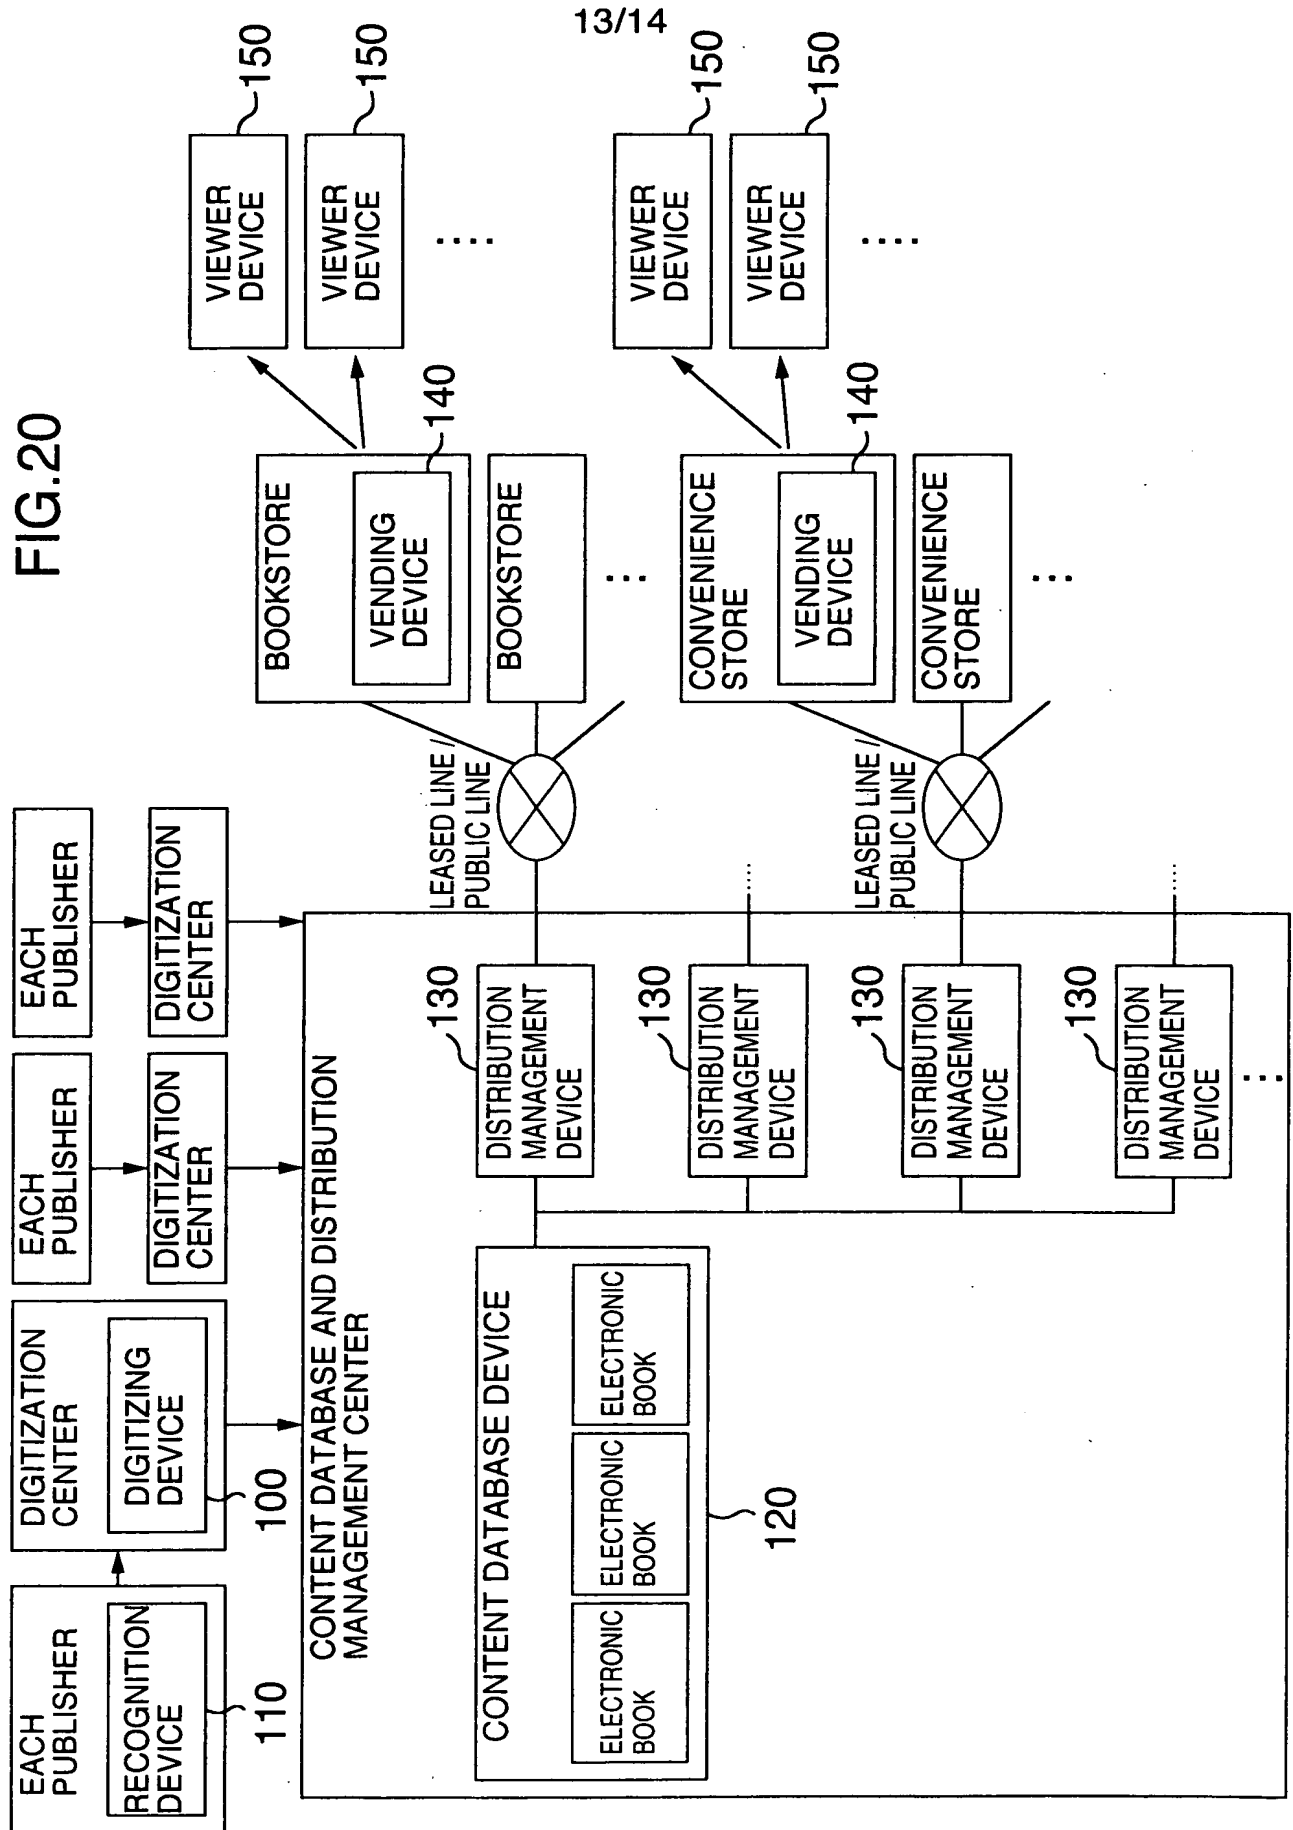 13/14
FIG.20
EACH
PUBLISHER
RECOGNITION
DEVICE
110
DIGITIZATION
CENTER
DIGITIZING
DEVICE
100
EACH
PUBLISHER
DIGITIZATION
CENTER
EACH
PUBLISHER
DIGITIZATION
CENTER
CONTENT DATABASE AND DISTRIBUTION
MANAGEMENT CENTER
CONTENT DATABASE DEVICE
ELECTRONIC
BOOK
ELECTRONIC
BOOK
ELECTRONIC
BOOK
120
130
DISTRIBUTION
MANAGEMENT
DEVICE
130
DISTRIBUTION
MANAGEMENT
DEVICE
130
DISTRIBUTION
MANAGEMENT
DEVICE
130
DISTRIBUTION
MANAGEMENT
DEVICE
LEASED LINE /
PUBLIC LINE
LEASED LINE /
PUBLIC LINE
BOOKSTORE
VENDING
DEVICE
140
BOOKSTORE
CONVENIENCE
STORE
VENDING
DEVICE
140
CONVENIENCE
STORE
VIEWER
DEVICE
150
VIEWER
DEVICE
150
VIEWER
DEVICE
150
VIEWER
DEVICE
150